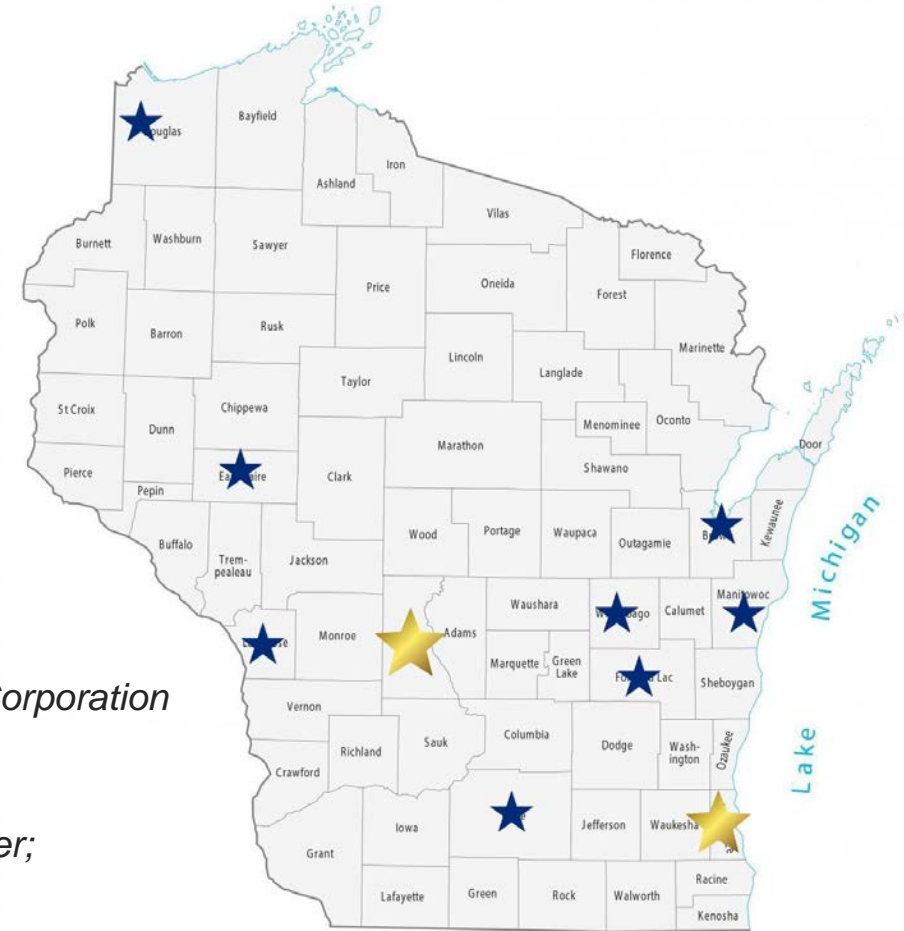 Bayfield
ouglas
Iron
Ashland
Vilas
Burnett
Washburn
Sawyer
Florence
Price
Oneida
Forest
Polk
Barron
Rusk
Lincoln
Marinette
Taylor
Langlade
St Croix
Chippewa
Menominee
Oconto
Dunn
Marathon
Door
Pierce
Clark
Shawano
Pepin
Wood
Portage
Waupaca
Kewaunee
Buffalo
Outagamie
Trem-
pealeau
Jackson
Michigan
Waushara
Calumet
Monroe
Adams
Marquette
Green
Lake
Sheboygan
Corporation
Vernon
Columbia
Dodge
Wash-
ington
Ozaukee
Richland
Sauk
Lake
Crawford
Iowa
Jefferson
Waukesha
er;
Grant
Racine
Lafayette
Green
Rock
Walworth
Kenosha